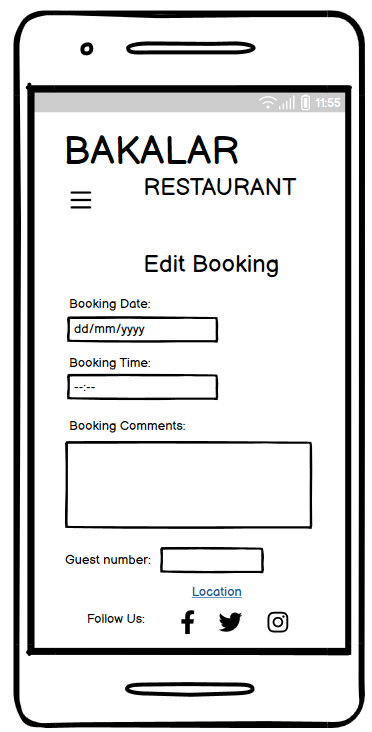 11:55
BAKALAR
RESTAURANT
Edit Booking
Booking Date:
dd/mm/yyyy
Booking Time:
--:--
Booking Comments:
Guest number:
Location
Follow Us: